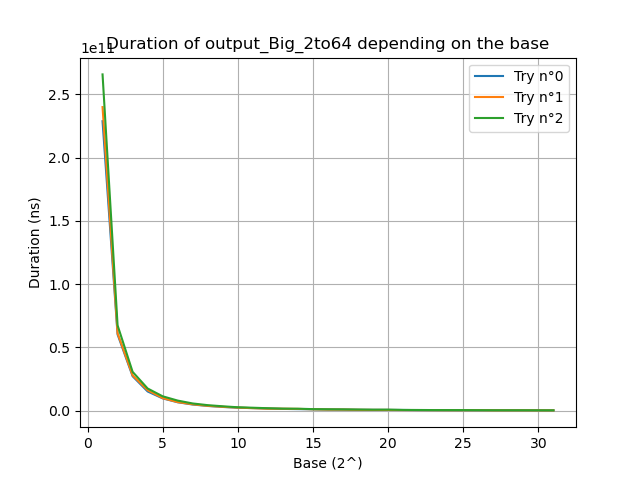 1e11
Duration of output_Big_2to64 depending on the base
Try n°0
Try n°1
Try n°2
2.5
2.0
1.5
1.0
0.5
0.0
Duration (ns)
0 5 10 15 20 25 30
Base (2^)